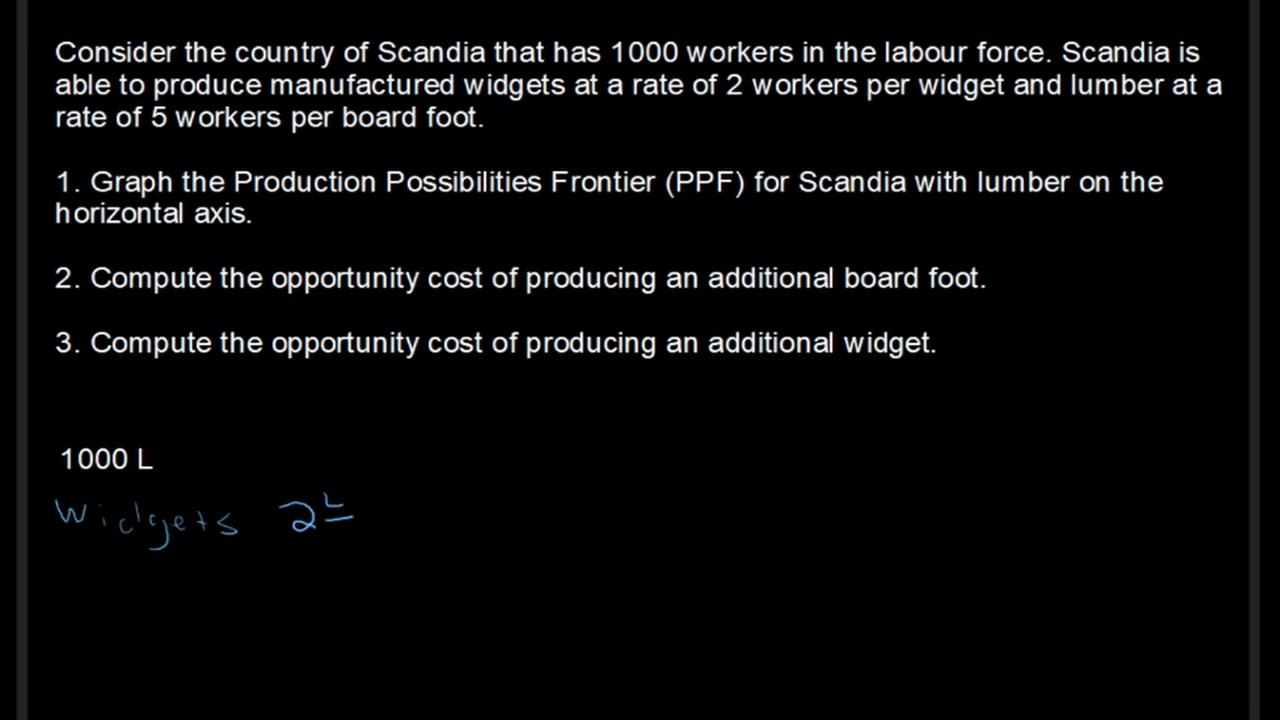 Consider the country of Scandia that has 1000 workers in the labour force. Scandia is
able to produce manufactured widgets at a rate of 2 workers per widget and lumber at a
rate of 5 workers per board foot.
1. Graph the Production Possibilities Frontier (PPF) for Scandia with lumber on the
horizontal axis.
2. Compute the opportunity cost of producing an additional board foot.
3. Compute the opportunity cost of producing an additional widget.
1000 L
Widgets 2 L